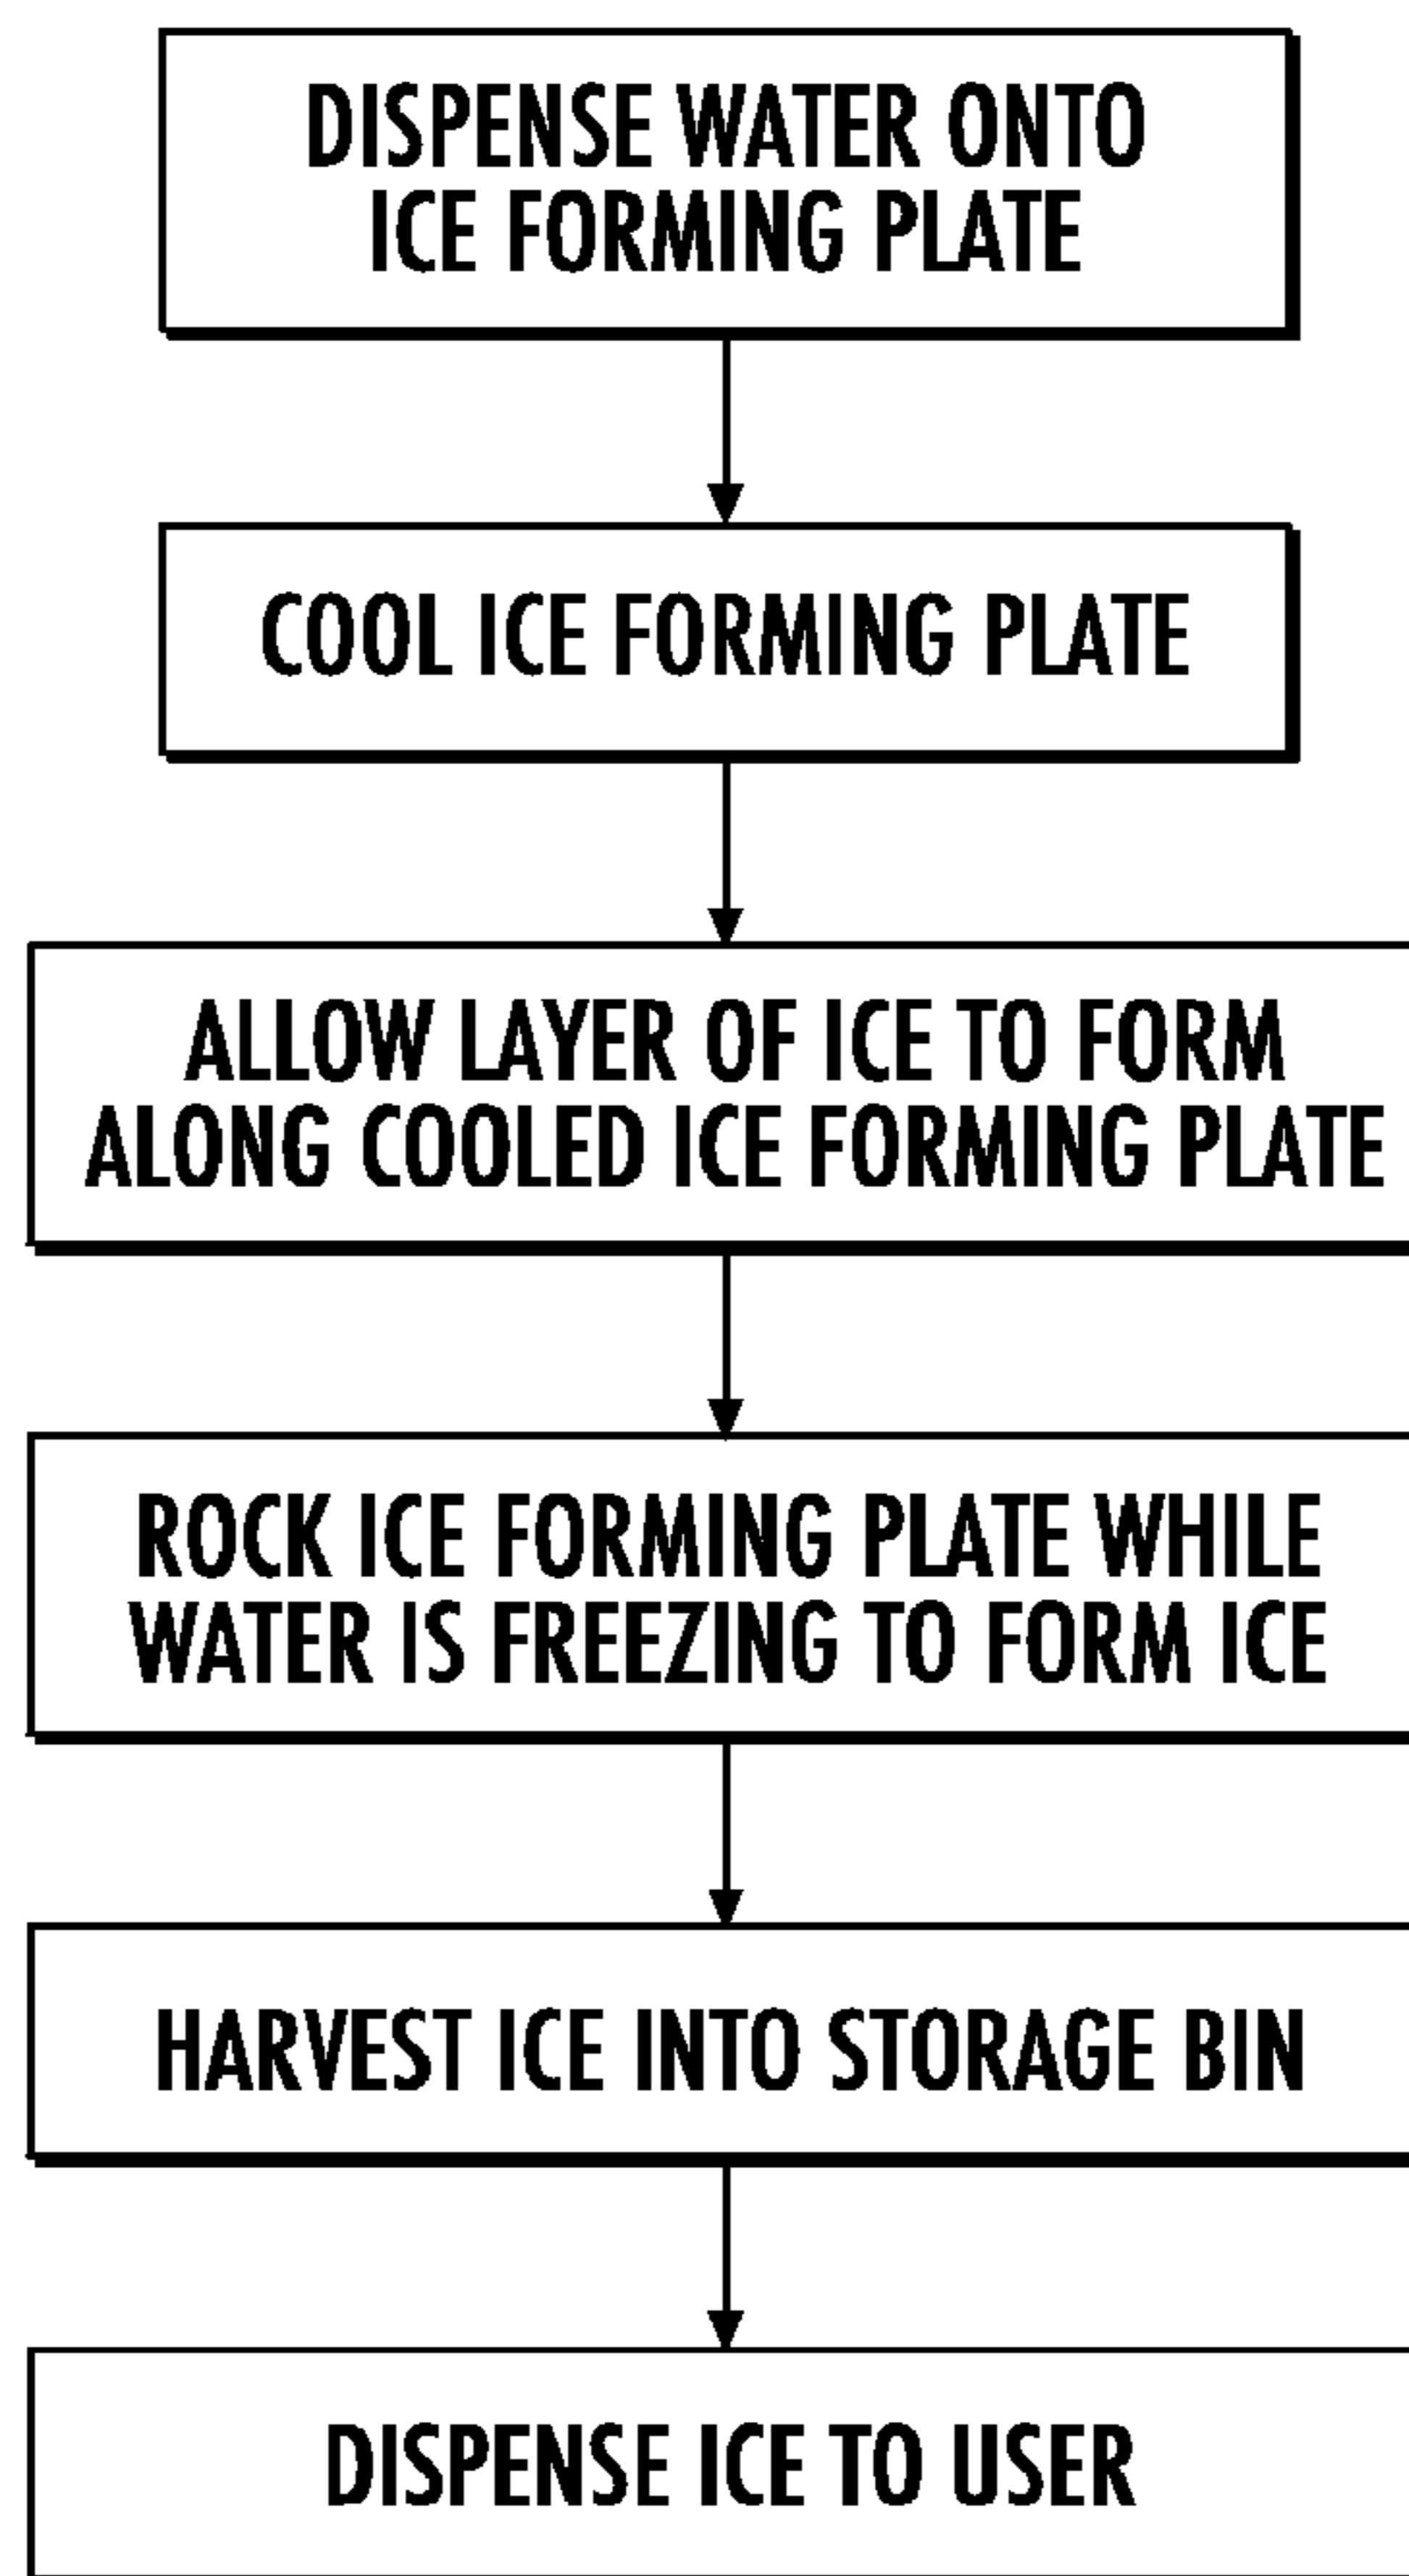 DISPENSE WATER ONTO
ICE FORMING PLATE
COOL ICE FORMING PLATE
ALLOW LAYER OF ICE TO FORM
ALONG COOLED ICE FORMING PLATE
ROCK ICE FORMING PLATE WHILE
WATER IS FREEZING TO FORM ICE
HARVEST ICE INTO STORAGE BIN
DISPENSE ICE TO USER